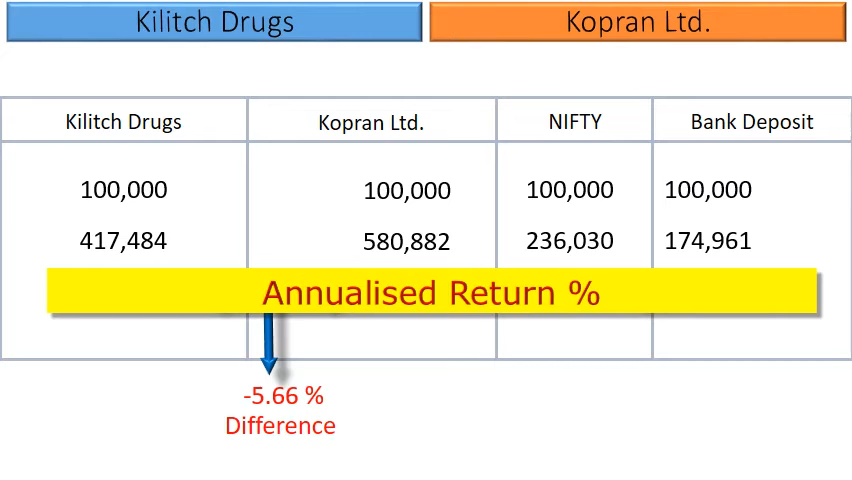 Kilitch Drugs Kopran Ltd.
Kilitch Drugs Kopran Ltd. NIFTY Bank Deposit
100,000 100,000 100,000 100,000
417,484 580,882 236,030 174,961
Annualised Return %
-5.66 %
Difference